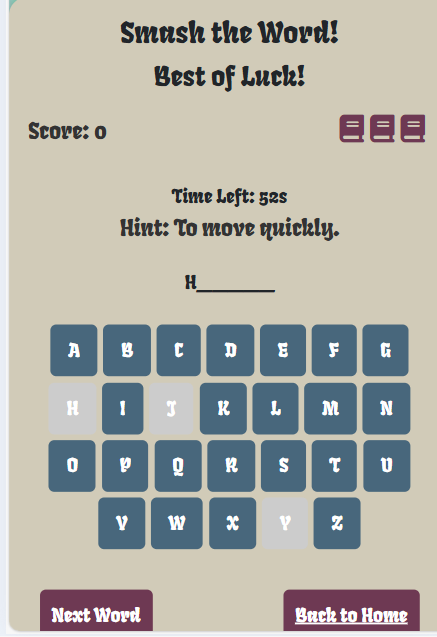 Smash the Word!
Best of Luck!
Score: 0
Time Left: 52s
Hint: To move quickly.
H________
A B C D E F G
H I J K L M N
O P Q R S T U
V W X Y Z
Next Word Back to Home